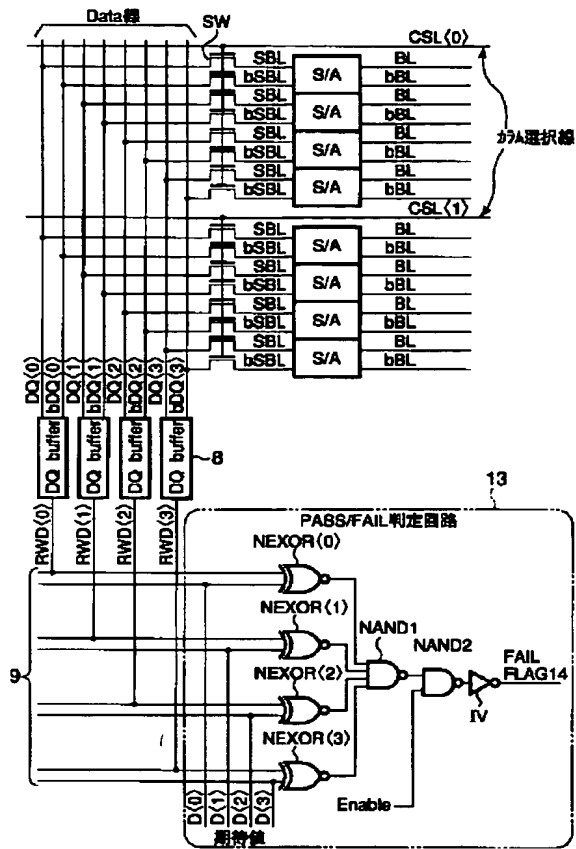 Data線
SW
CSL⟨0⟩
SBL
S/A
BL
bSBL
bBL
SBL
S/A
BL
bSBL
bBL
SBL
S/A
BL
bSBL
bBL
SBL
S/A
BL
bSBL
bBL
カラム選択線
CSL⟨1⟩
SBL
S/A
BL
bSBL
bBL
SBL
S/A
BL
bSBL
bBL
SBL
S/A
BL
bSBL
bBL
SBL
S/A
BL
bSBL
bBL
DQ⟨0⟩
bDQ⟨0⟩
DQ⟨1⟩
bDQ⟨1⟩
DQ⟨2⟩
bDQ⟨2⟩
DQ⟨3⟩
bDQ⟨3⟩
DQ buffer
DQ buffer
DQ buffer
DQ buffer
8
RWD⟨0⟩
RWD⟨1⟩
RWD⟨2⟩
RWD⟨3⟩
13
PASS/FAIL判定回路
NEXOR⟨0⟩
NEXOR⟨1⟩
NAND1
NAND2
FAIL
FLAG14
NEXOR⟨2⟩
IV
9
NEXOR⟨3⟩
Enable
D⟨0⟩
D⟨1⟩
D⟨2⟩
D⟨3⟩
期待値